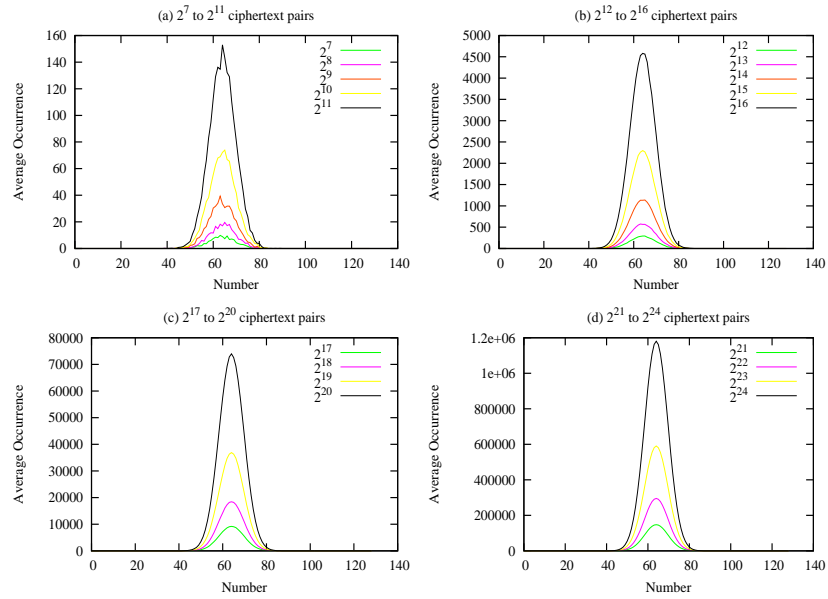 (a) 2^7 to 2^11 ciphertext pairs
160
140
120
100
80
60
40
20
0
0 20 40 60 80 100 120 140
Average Occurrence
Number
2^7
2^8
2^9
2^10
2^11
(b) 2^12 to 2^16 ciphertext pairs
5000
4500
4000
3500
3000
2500
2000
1500
1000
500
0
0 20 40 60 80 100 120 140
Average Occurrence
Number
2^12
2^13
2^14
2^15
2^16
(c) 2^17 to 2^20 ciphertext pairs
80000
70000
60000
50000
40000
30000
20000
10000
0
0 20 40 60 80 100 120 140
Average Occurrence
Number
2^17
2^18
2^19
2^20
(d) 2^21 to 2^24 ciphertext pairs
1.2e+06
1e+06
800000
600000
400000
200000
0
0 20 40 60 80 100 120 140
Average Occurrence
Number
2^21
2^22
2^23
2^24